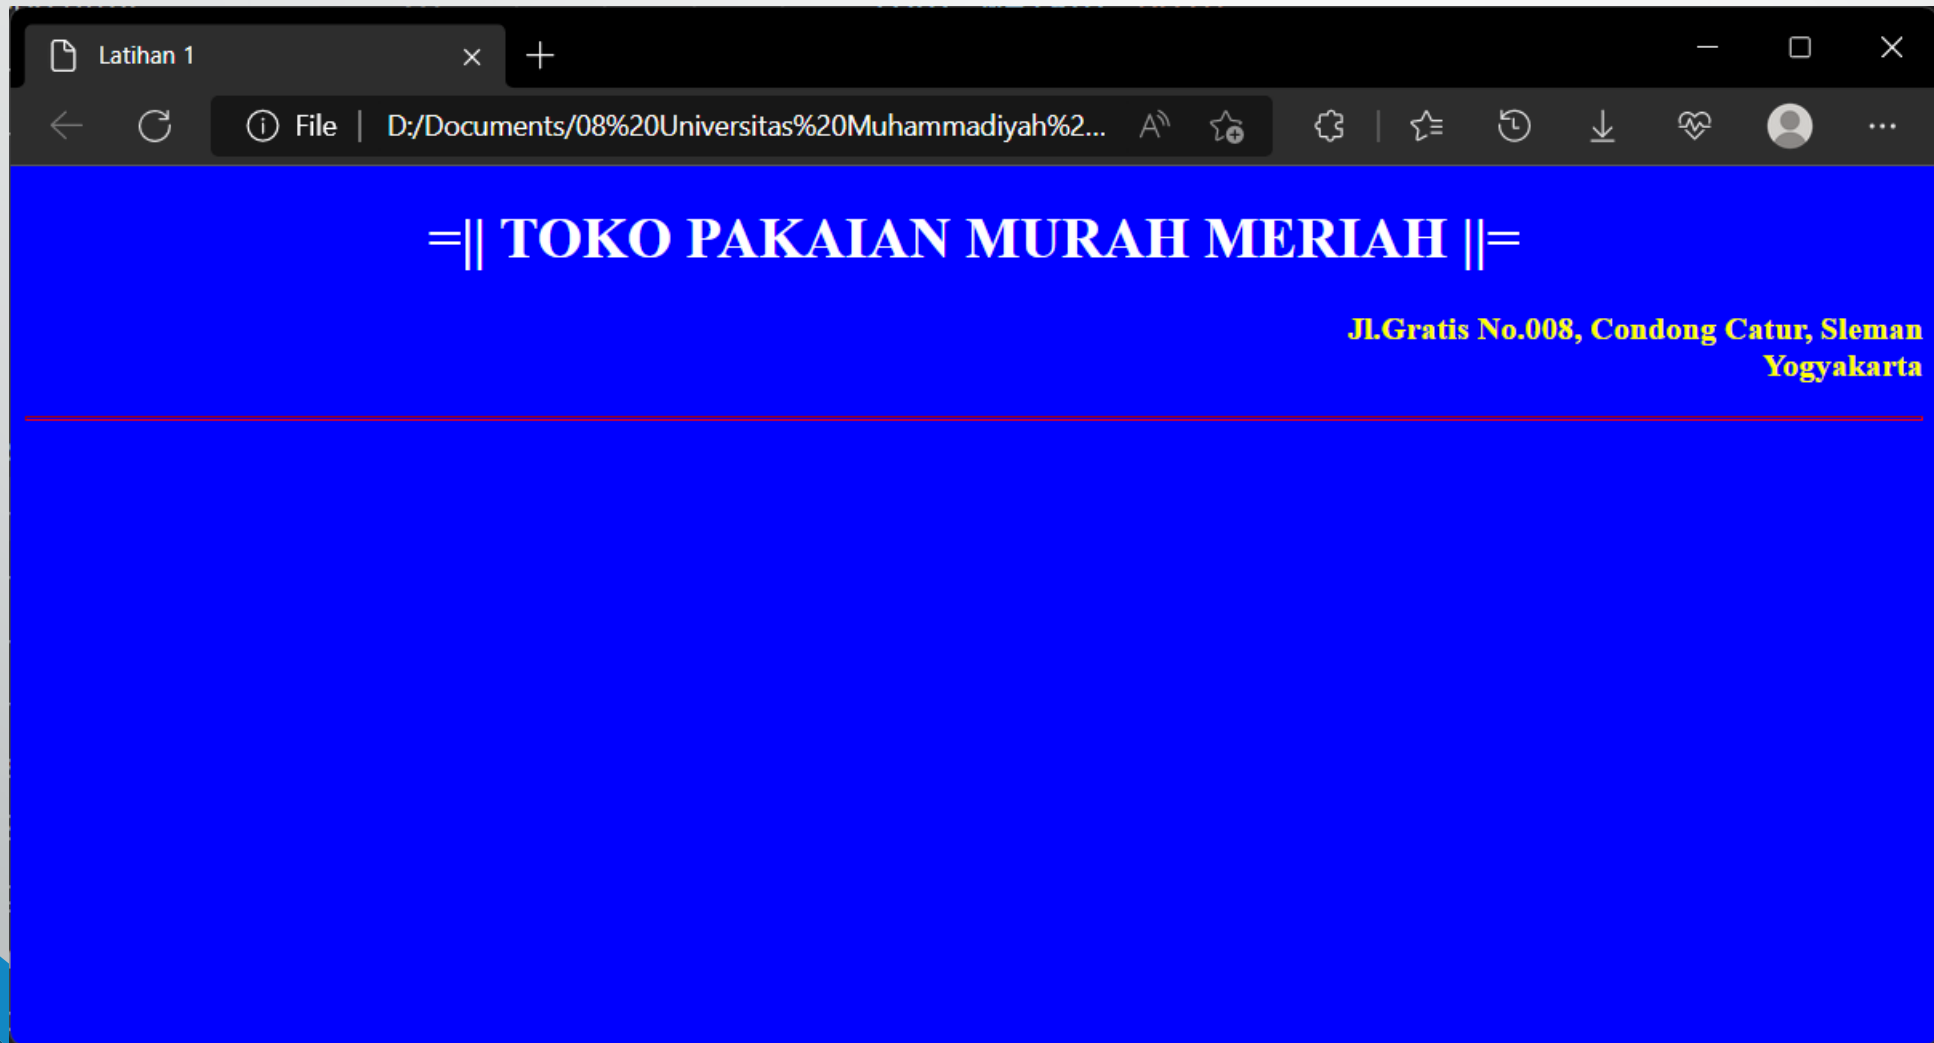 Latihan 1
File
D:/Documents/08%20Universitas%20Muhammadiyah%2...
=|| TOKO PAKAIAN MURAH MERIAH ||=
Jl.Gratis No.008, Condong Catur, Sleman
Yogyakarta